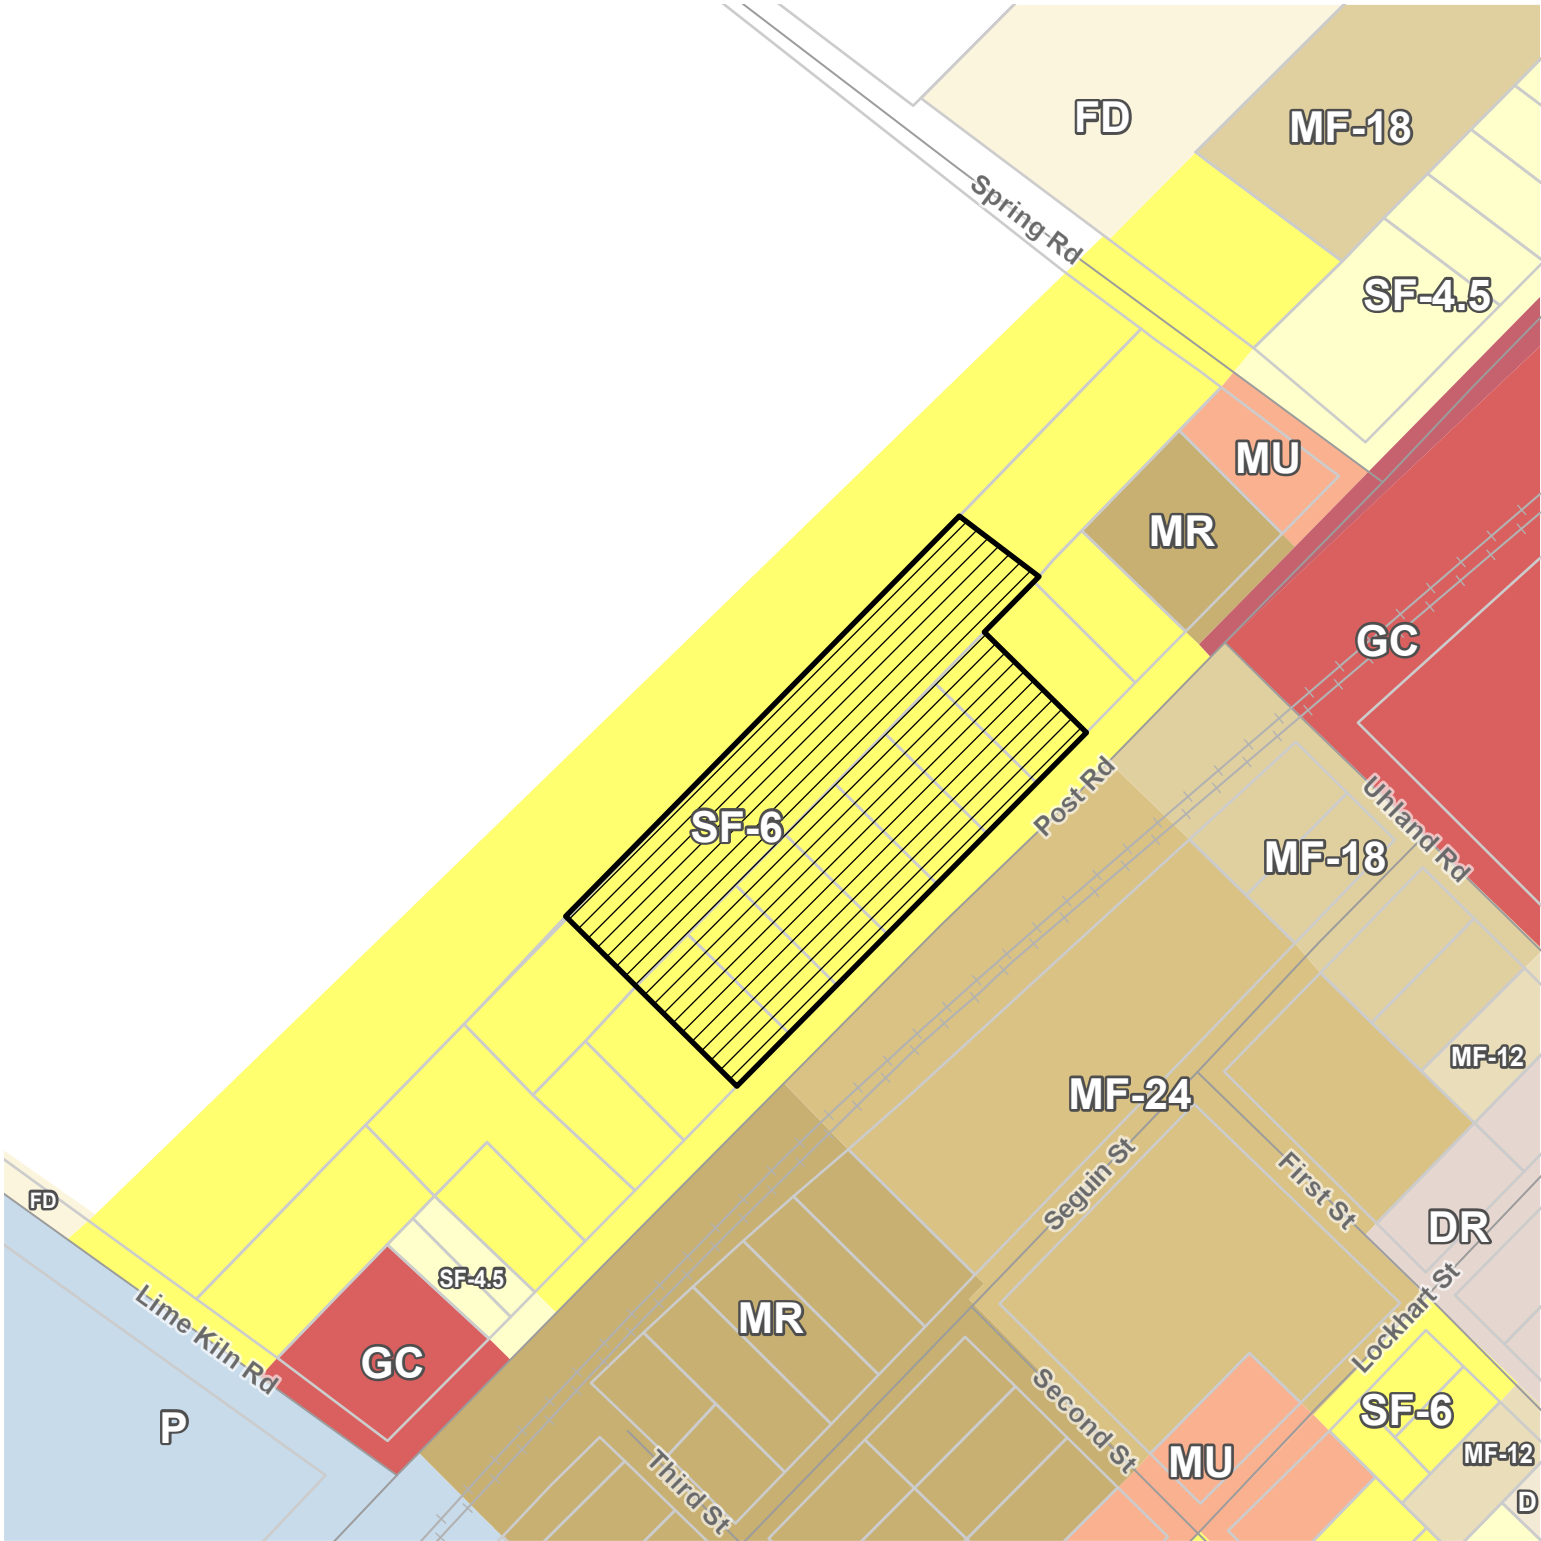 FD
MF-18
Spring Rd
SF-4.5
MU
MR
GC
SF-6
Post Rd
Uhland Rd
MF-18
MF-12
MF-24
Seguin St
First St
FD
DR
SF-4.5
Lime Kiln Rd
MR
Lockhart St
GC
Second St
SF-6
P
MU
MF-12
Third St
D